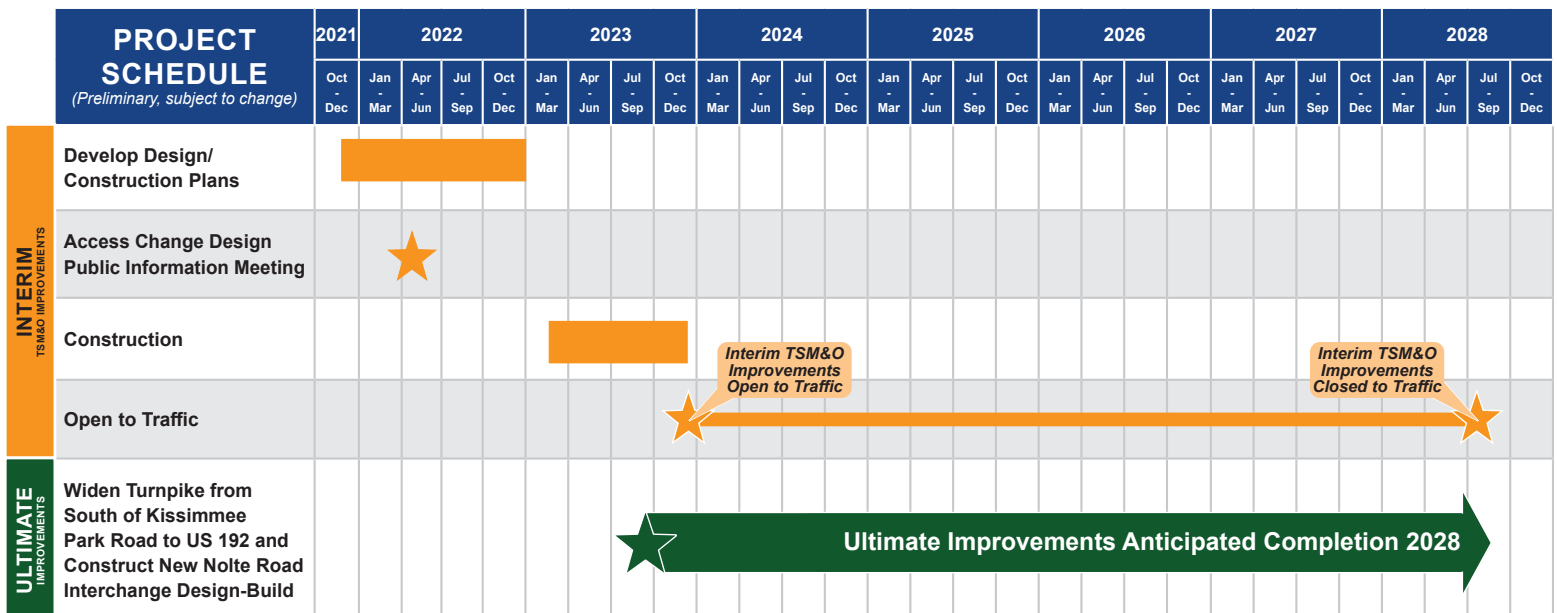 PROJECT
SCHEDULE
(Preliminary, subject to change)
2021 2022 2023 2024 2025 2026 2027 2028
Oct - Dec Jan - Mar Apr - Jun Jul - Sep Oct - Dec Jan - Mar Apr - Jun Jul - Sep Oct - Dec Jan - Mar Apr - Jun Jul - Sep Oct - Dec Jan - Mar Apr - Jun Jul - Sep Oct - Dec Jan - Mar Apr - Jun Jul - Sep Oct - Dec Jan - Mar Apr - Jun Jul - Sep Oct - Dec Jan - Mar Apr - Jun Jul - Sep Oct - Dec
INTERIM
TSM&O IMPROVEMENTS
Develop Design/
Construction Plans
Access Change Design
Public Information Meeting
Construction
Interim TSM&O
Improvements
Open to Traffic
Interim TSM&O
Improvements
Closed to Traffic
Open to Traffic
ULTIMATE
IMPROVEMENTS
Widen Turnpike from
South of Kissimmee
Park Road to US 192 and
Construct New Nolte Road
Interchange Design-Build
Ultimate Improvements Anticipated Completion 2028